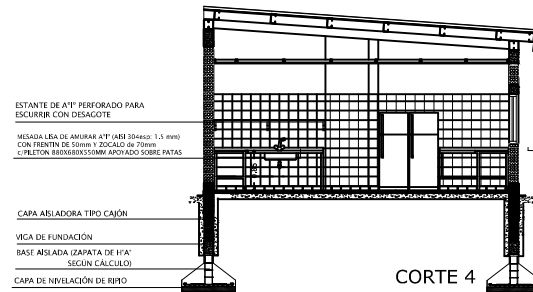 ESTANTE DE A°I° PERFORADO PARA
ESCURRIR CON DESAGOTE
MESADA LISA DE AMURAR A°I° (AISI 304esp: 1.5 mm)
CON FRENTIN DE 50mm Y ZOCALO de 70mm
c/PILETON 880X680X550MM APOYADO SOBRE PATAS
0.85
CAPA AISLADORA TIPO CAJÓN
VIGA DE FUNDACIÓN
BASE AISLADA (ZAPATA DE H°A°
SEGÚN CÁLCULO)
CAPA DE NIVELACIÓN DE RIPIO
CORTE 4